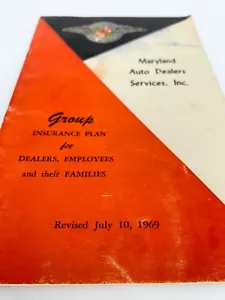 Maryland
Auto Dealers
Services, Inc.
Group
INSURANCE PLAN
for
DEALERS, EMPLOYEES
and their FAMILIES
Revised July 10, 1969